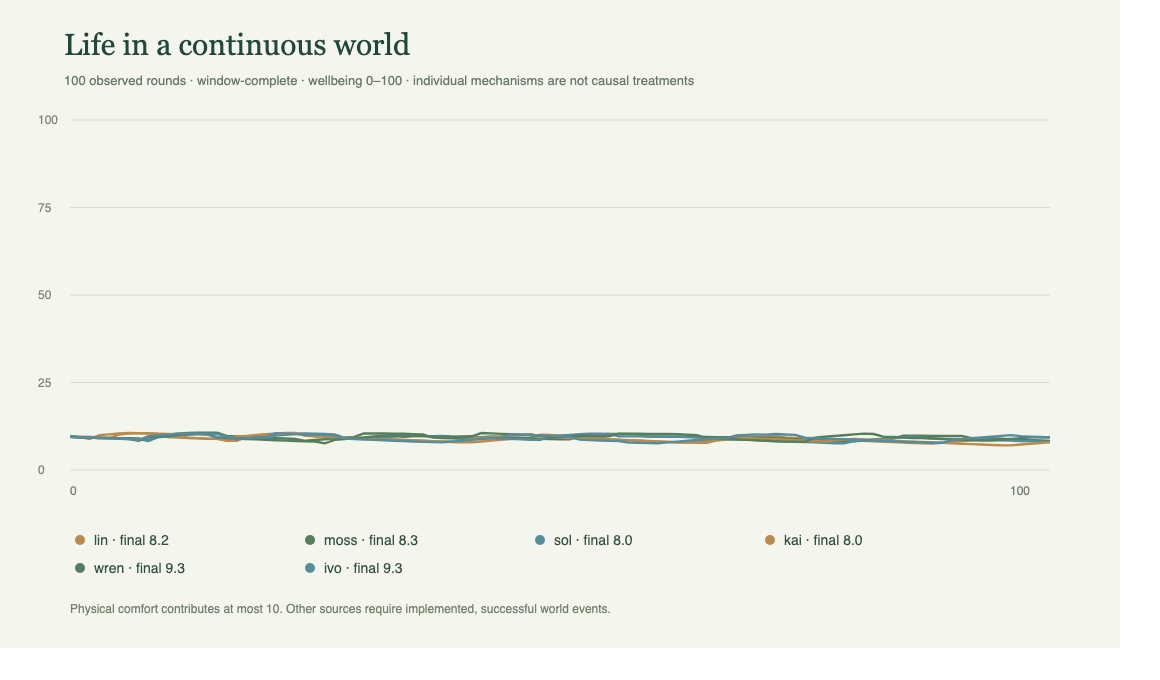 Life in a continuous world
100 observed rounds · window-complete · wellbeing 0–100 · individual mechanisms are not causal treatments
100
75
50
25
0
0 100
lin · final 8.2 moss · final 8.3 sol · final 8.0 kai · final 8.0
wren · final 9.3 ivo · final 9.3
Physical comfort contributes at most 10. Other sources require implemented, successful world events.